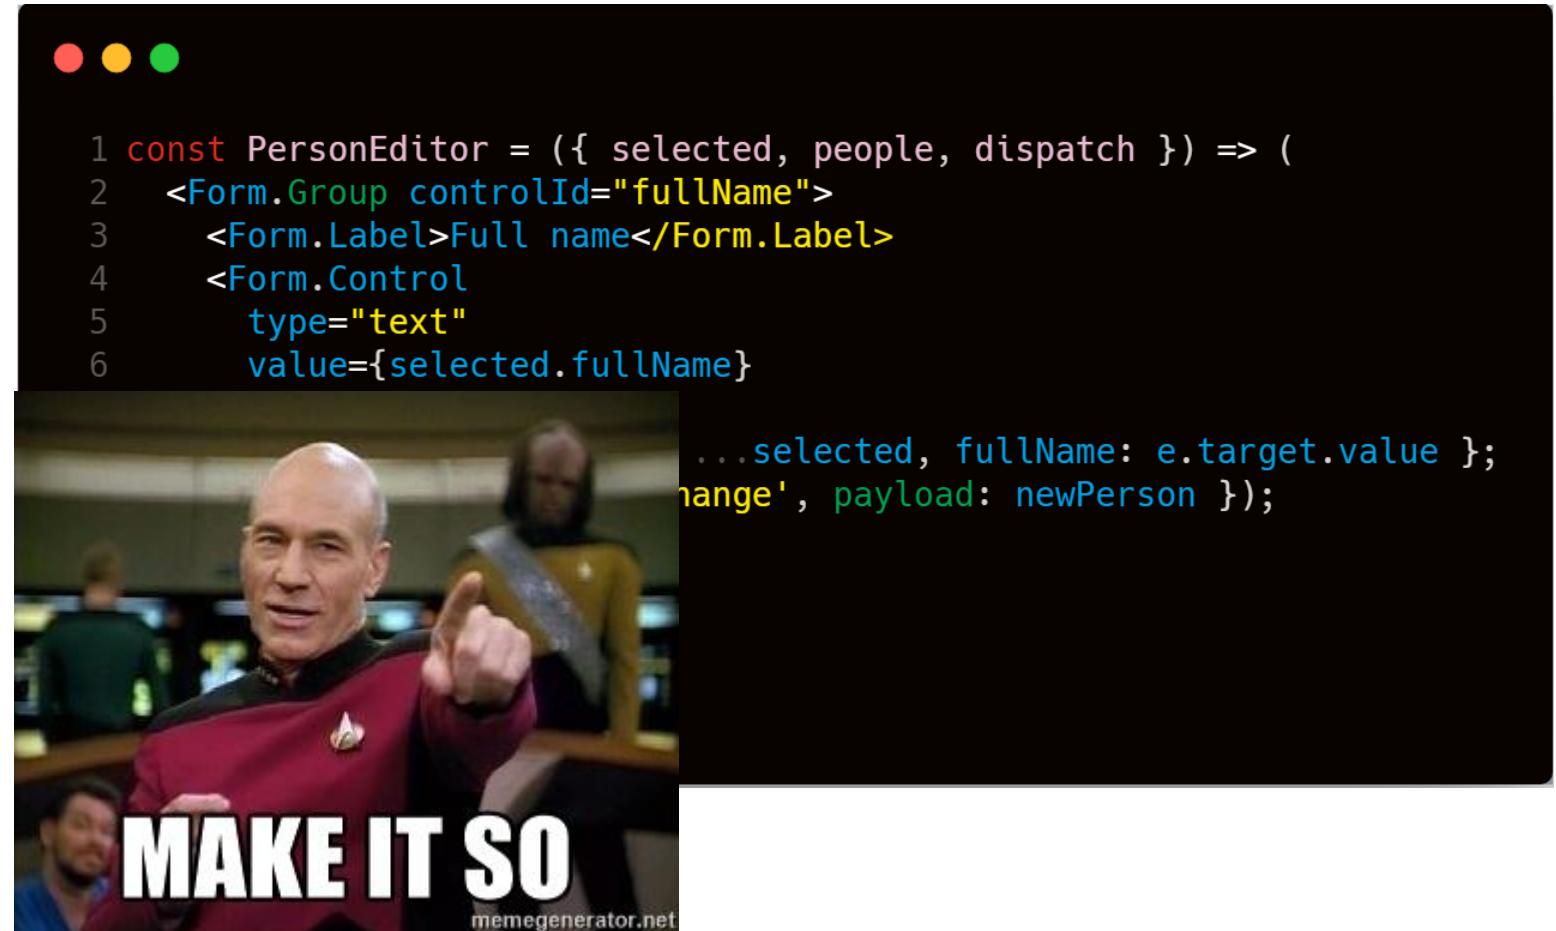 1 const PersonEditor = ({ selected, people, dispatch }) => (
2 <Form.Group controlId="fullName">
3 <Form.Label>Full name</Form.Label>
4 <Form.Control
5 type="text"
6 value={selected.fullName}
...selected, fullName: e.target.value };
hange', payload: newPerson });
MAKE IT SO
memegenerator.net